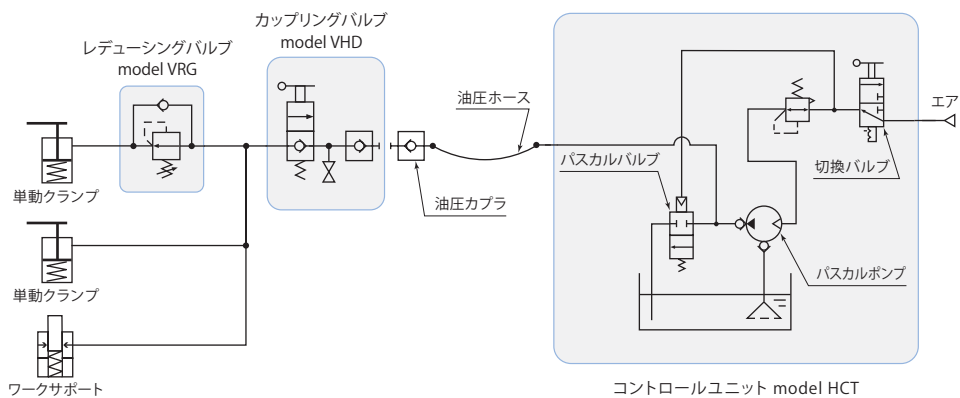 カップリングバルブ
model VHD
レデューシングバルブ
model VRG
油圧ホース
エア
パスカルバルブ
切換バルブ
単動クランプ
油圧カプラ
パスカルポンプ
単動クランプ
ワークサポート
コントロールユニット model HCT